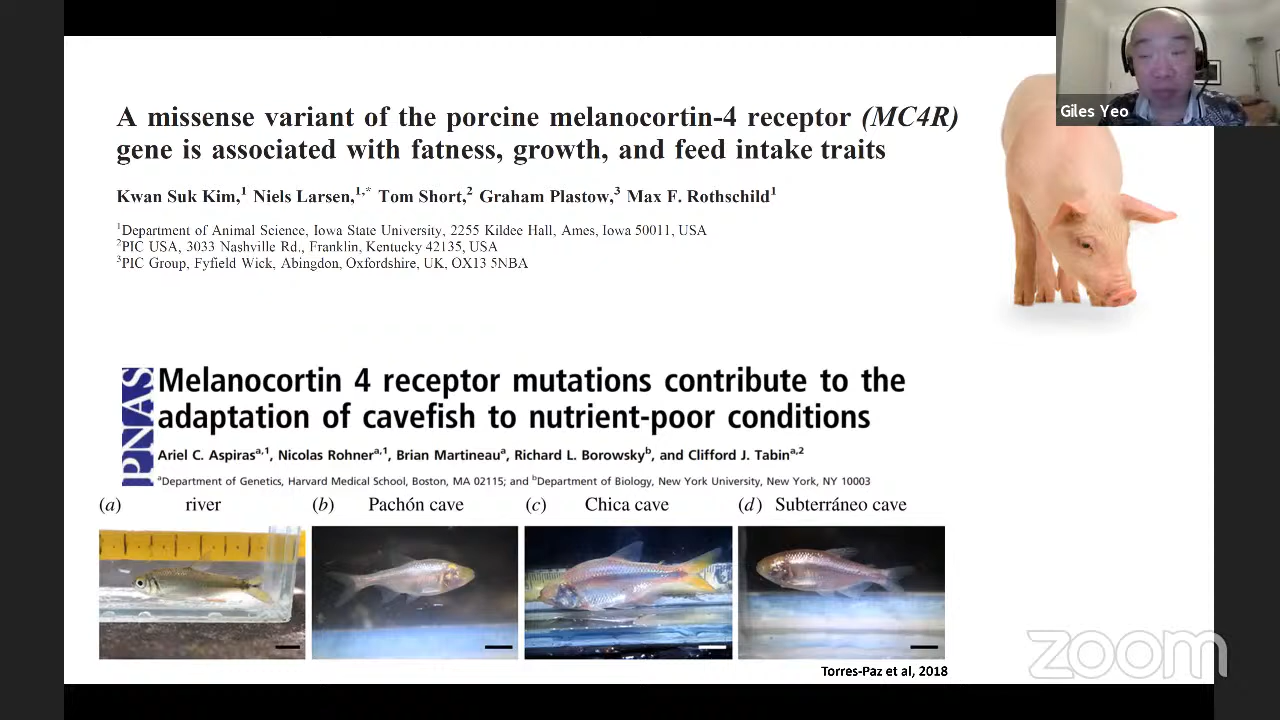 Giles Yeo
A missense variant of the porcine melanocortin-4 receptor (MC4R)
gene is associated with fatness, growth, and feed intake traits
Kwan Suk Kim,1 Niels Larsen,1,* Tom Short,2 Graham Plastow,3 Max F. Rothschild1
1Department of Animal Science, Iowa State University, 2255 Kildee Hall, Ames, Iowa 50011, USA
2PIC USA, 3033 Nashville Rd., Franklin, Kentucky 42135, USA
3PIC Group, Fyfield Wick, Abingdon, Oxfordshire, UK, OX13 5NBA
PNAS
Melanocortin 4 receptor mutations contribute to the
adaptation of cavefish to nutrient-poor conditions
Ariel C. Aspirasa,1, Nicolas Rohnera,1, Brian Martineaua, Richard L. Borowskyb, and Clifford J. Tabina,2
aDepartment of Genetics, Harvard Medical School, Boston, MA 02115; and bDepartment of Biology, New York University, New York, NY 10003
(a) river (b) Pachón cave (c) Chica cave (d) Subterráneo cave
Torres-Paz et al, 2018
zoom